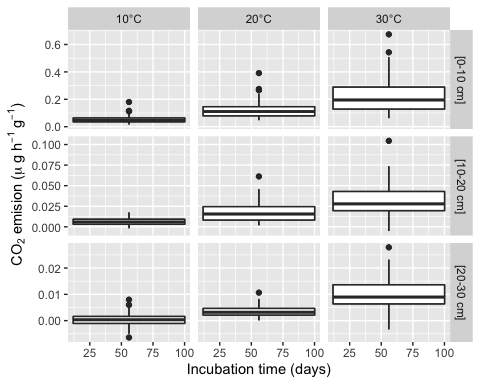 10°C 20°C 30°C
0.6
0.4
0.2
0.0
[0-10 cm]
0.100
0.075
0.050
0.025
0.000
[10-20 cm]
0.02
0.01
0.00
[20-30 cm]
CO₂ emision (μ g h⁻¹ g⁻¹)
25 50 75 100 25 50 75 100 25 50 75 100
Incubation time (days)